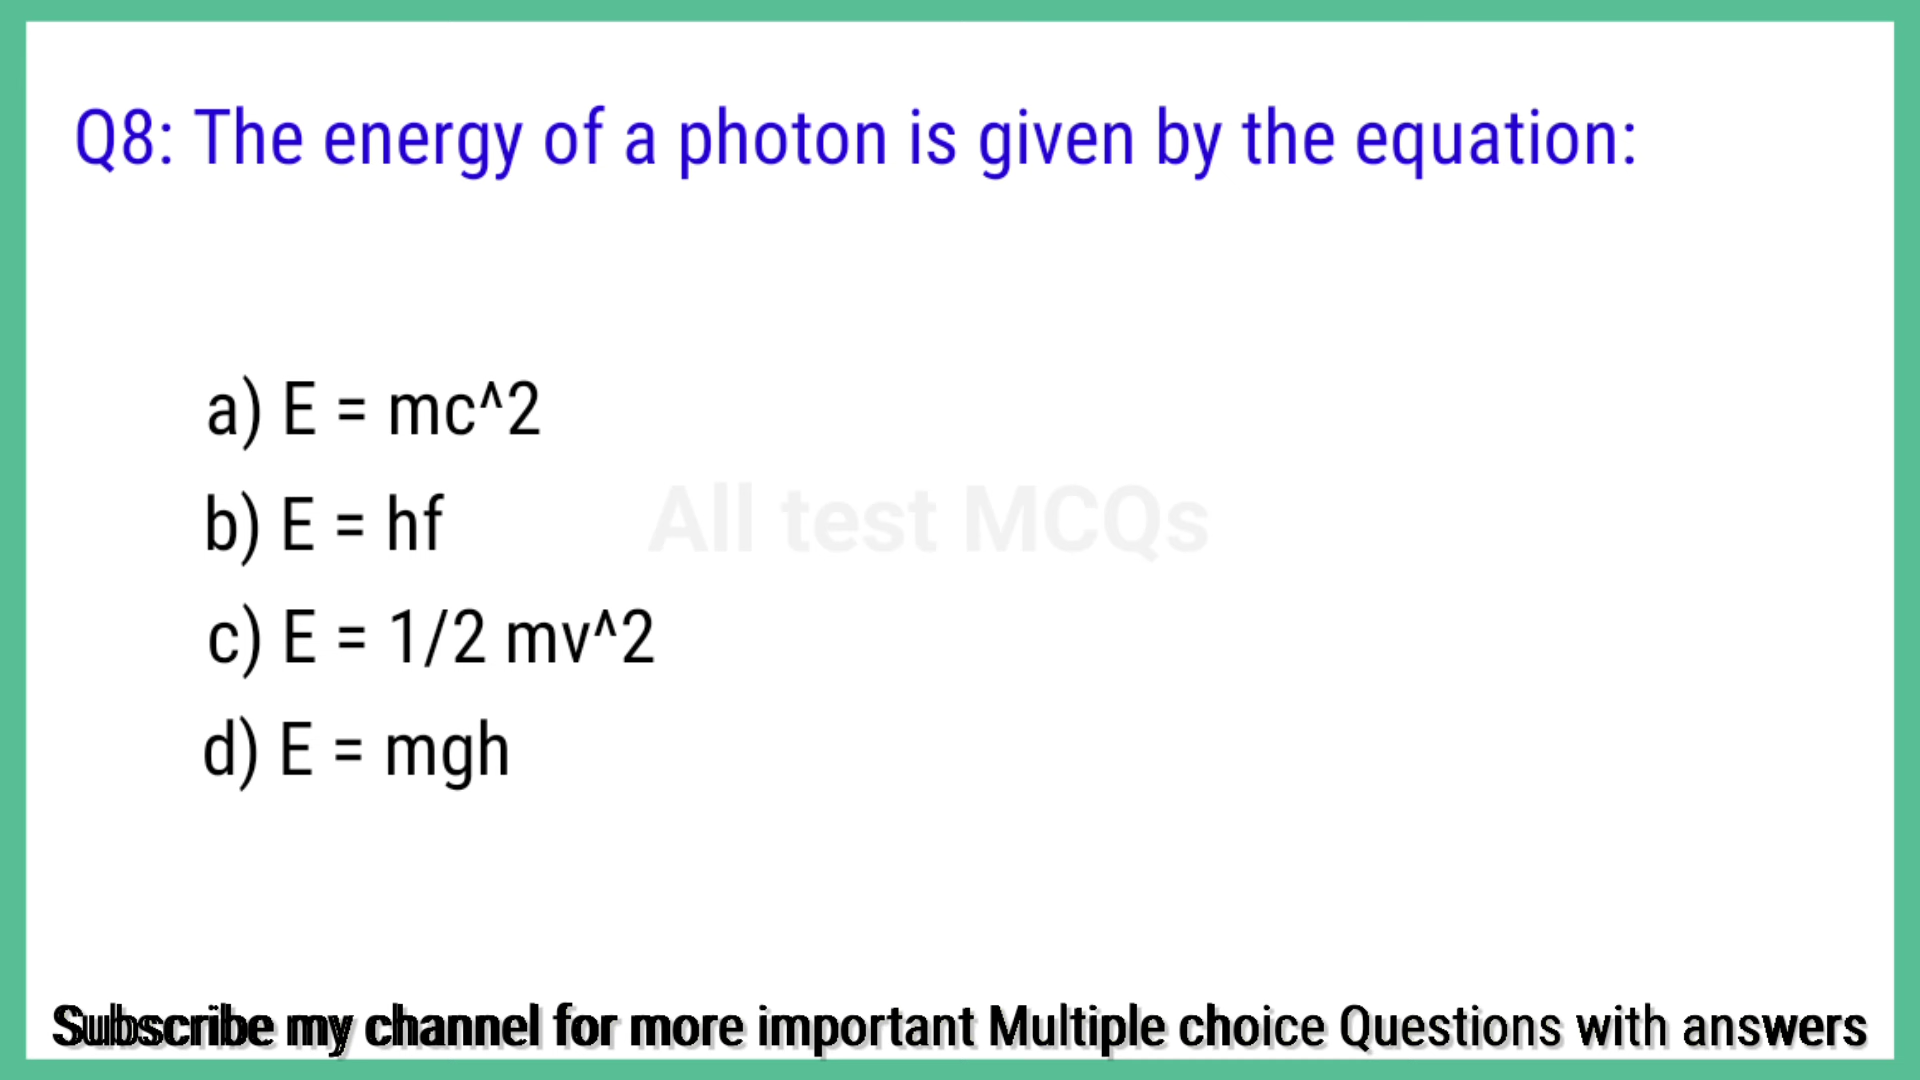 Q8: The energy of a photon is given by the equation:
a) E = mc^2
b) E = hf
All test MCQs
c) E = 1/2 mv^2
d) E = mgh
Subscribe my channel for more important Multiple choice Questions with answers